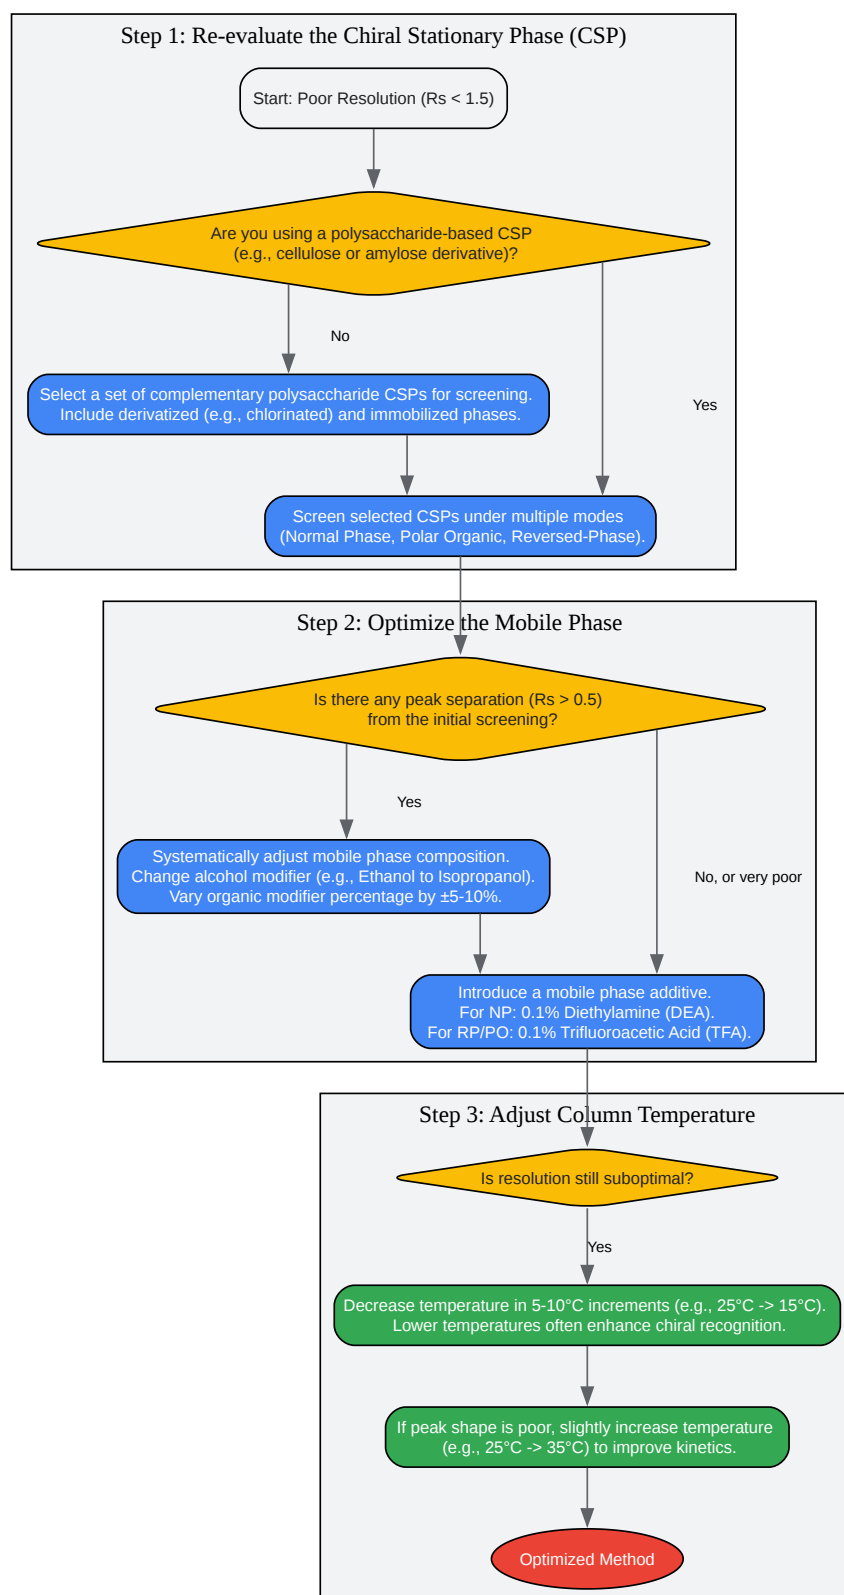 Step 1: Re-evaluate the Chiral Stationary Phase (CSP)
Start: Poor Resolution (Rs < 1.5)
Are you using a polysaccharide-based CSP
(e.g., cellulose or amylose derivative)?
No
Select a set of complementary polysaccharide CSPs for screening.
Include derivatized (e.g., chlorinated) and immobilized phases.
Yes
Screen selected CSPs under multiple modes
(Normal Phase, Polar Organic, Reversed-Phase).
Step 2: Optimize the Mobile Phase
Is there any peak separation (Rs > 0.5)
from the initial screening?
Yes
Systematically adjust mobile phase composition.
Change alcohol modifier (e.g., Ethanol to Isopropanol).
Vary organic modifier percentage by ±5-10%.
No, or very poor
Introduce a mobile phase additive.
For NP: 0.1% Diethylamine (DEA).
For RP/PO: 0.1% Trifluoroacetic Acid (TFA).
Step 3: Adjust Column Temperature
Is resolution still suboptimal?
Yes
Decrease temperature in 5-10°C increments (e.g., 25°C -> 15°C).
Lower temperatures often enhance chiral recognition.
If peak shape is poor, slightly increase temperature
(e.g., 25°C -> 35°C) to improve kinetics.
Optimized Method